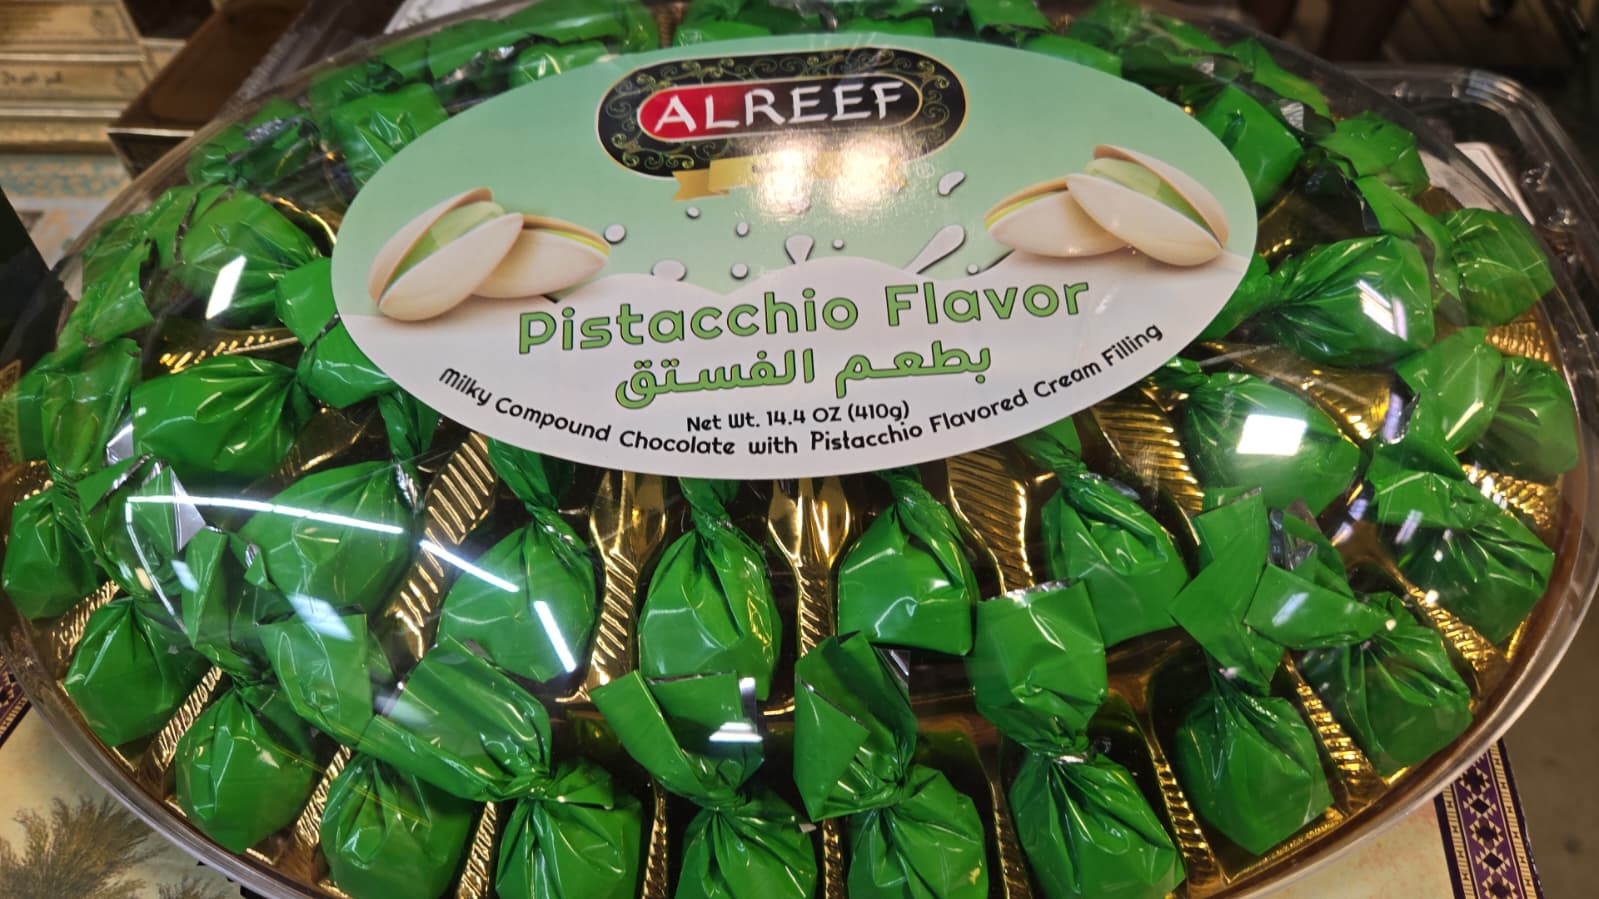 ALREEF
®
Pistacchio Flavor
بطعم الفستق
Net Wt. 14.4 OZ (410g)
Milky Compound Chocolate with Pistacchio Flavored Cream Filling